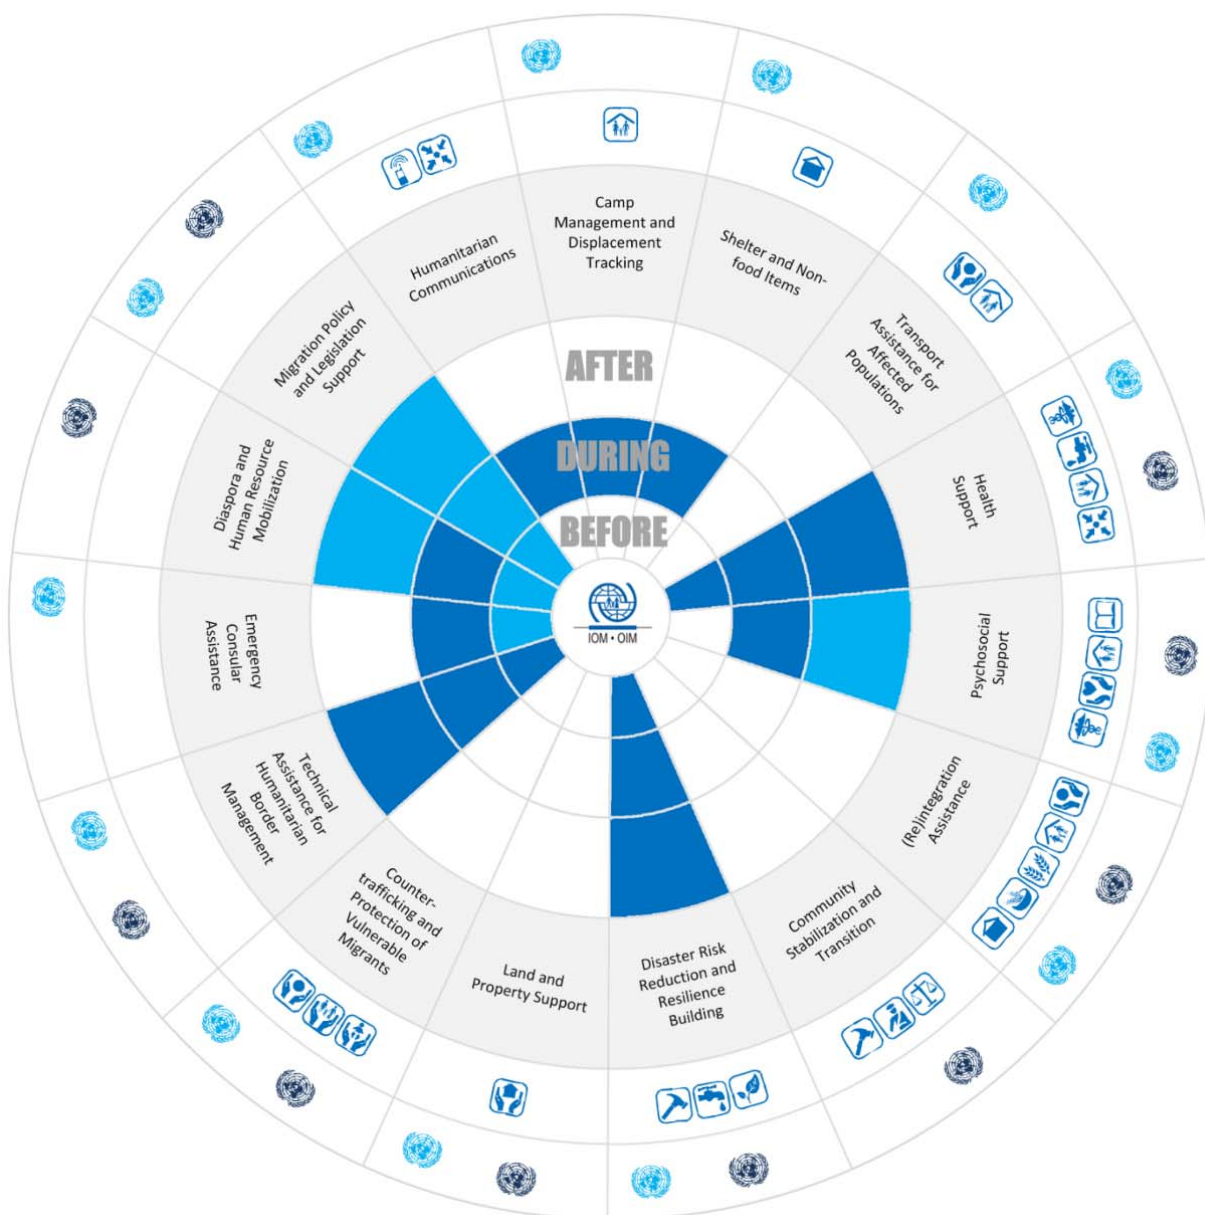 Camp
Management and
Displacement
Tracking
Shelter and Non-
food Items
Transport
Assistance for
Affected
Populations
Health
Support
Psychosocial
Support
(Re)integration
Assistance
Community
Stabilization and
Transition
Disaster Risk
Reduction and
Resilience
Building
Land and
Property Support
Counter-
trafficking and
Protection of
Vulnerable
Migrants
Technical
Assistance for
Humanitarian
Border
Management
Emergency
Consular
Assistance
Diaspora and
Human Resource
Mobilization
Migration Policy
and Legislation
Support
Humanitarian
Communications
AFTER
DURING
BEFORE
IOM • OIM